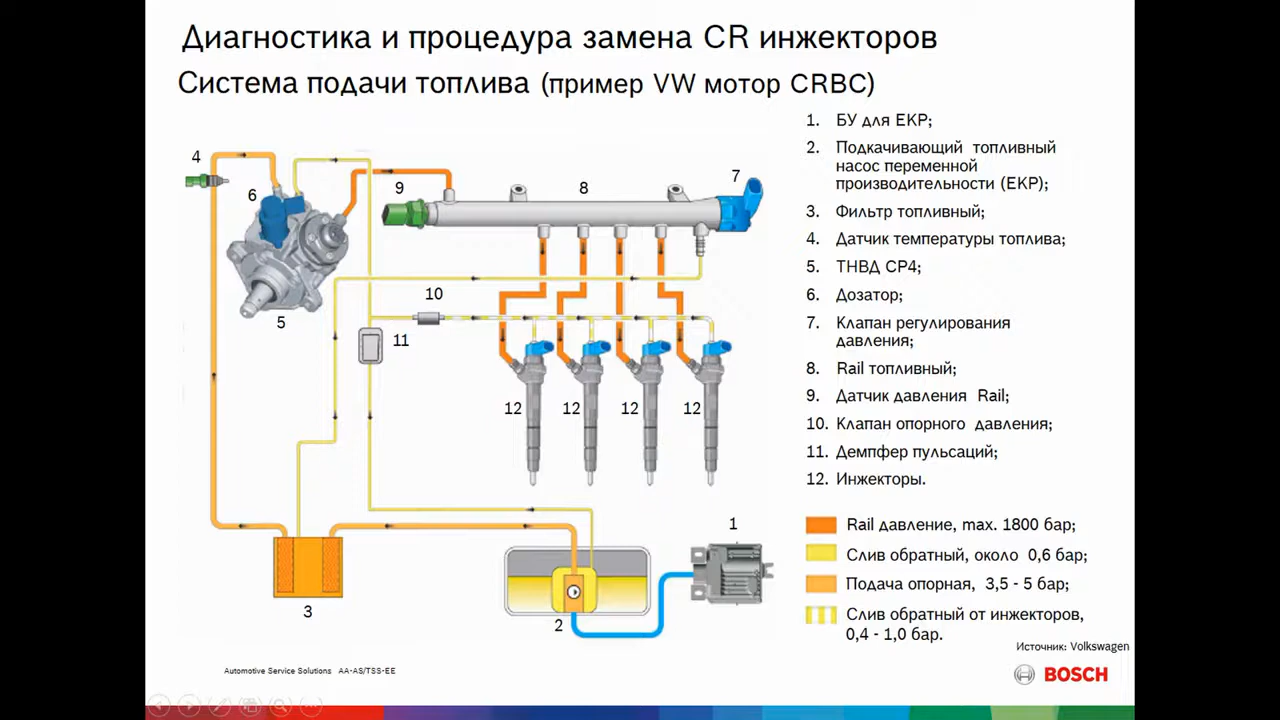 Диагностика и процедура замена CR инжекторов
Система подачи топлива (пример VW мотор CRBC)
1. БУ для EKP;
2. Подкачивающий топливный
насос переменной
производительности (EKP);
3. Фильтр топливный;
4. Датчик температуры топлива;
5. ТНВД CP4;
6. Дозатор;
7. Клапан регулирования
давления;
8. Rail топливный;
9. Датчик давления Rail;
10. Клапан опорного давления;
11. Демпфер пульсаций;
12. Инжекторы.
4
6
5
9
8
7
10
11
12
12
12
12
3
2
1
Rail давление, max. 1800 бар;
Слив обратный, около 0,6 бар;
Подача опорная, 3,5 - 5 бар;
Слив обратный от инжекторов,
0,4 - 1,0 бар.
Источник: Volkswagen
Automotive Service Solutions AA-AS/TSS-EE
BOSCH